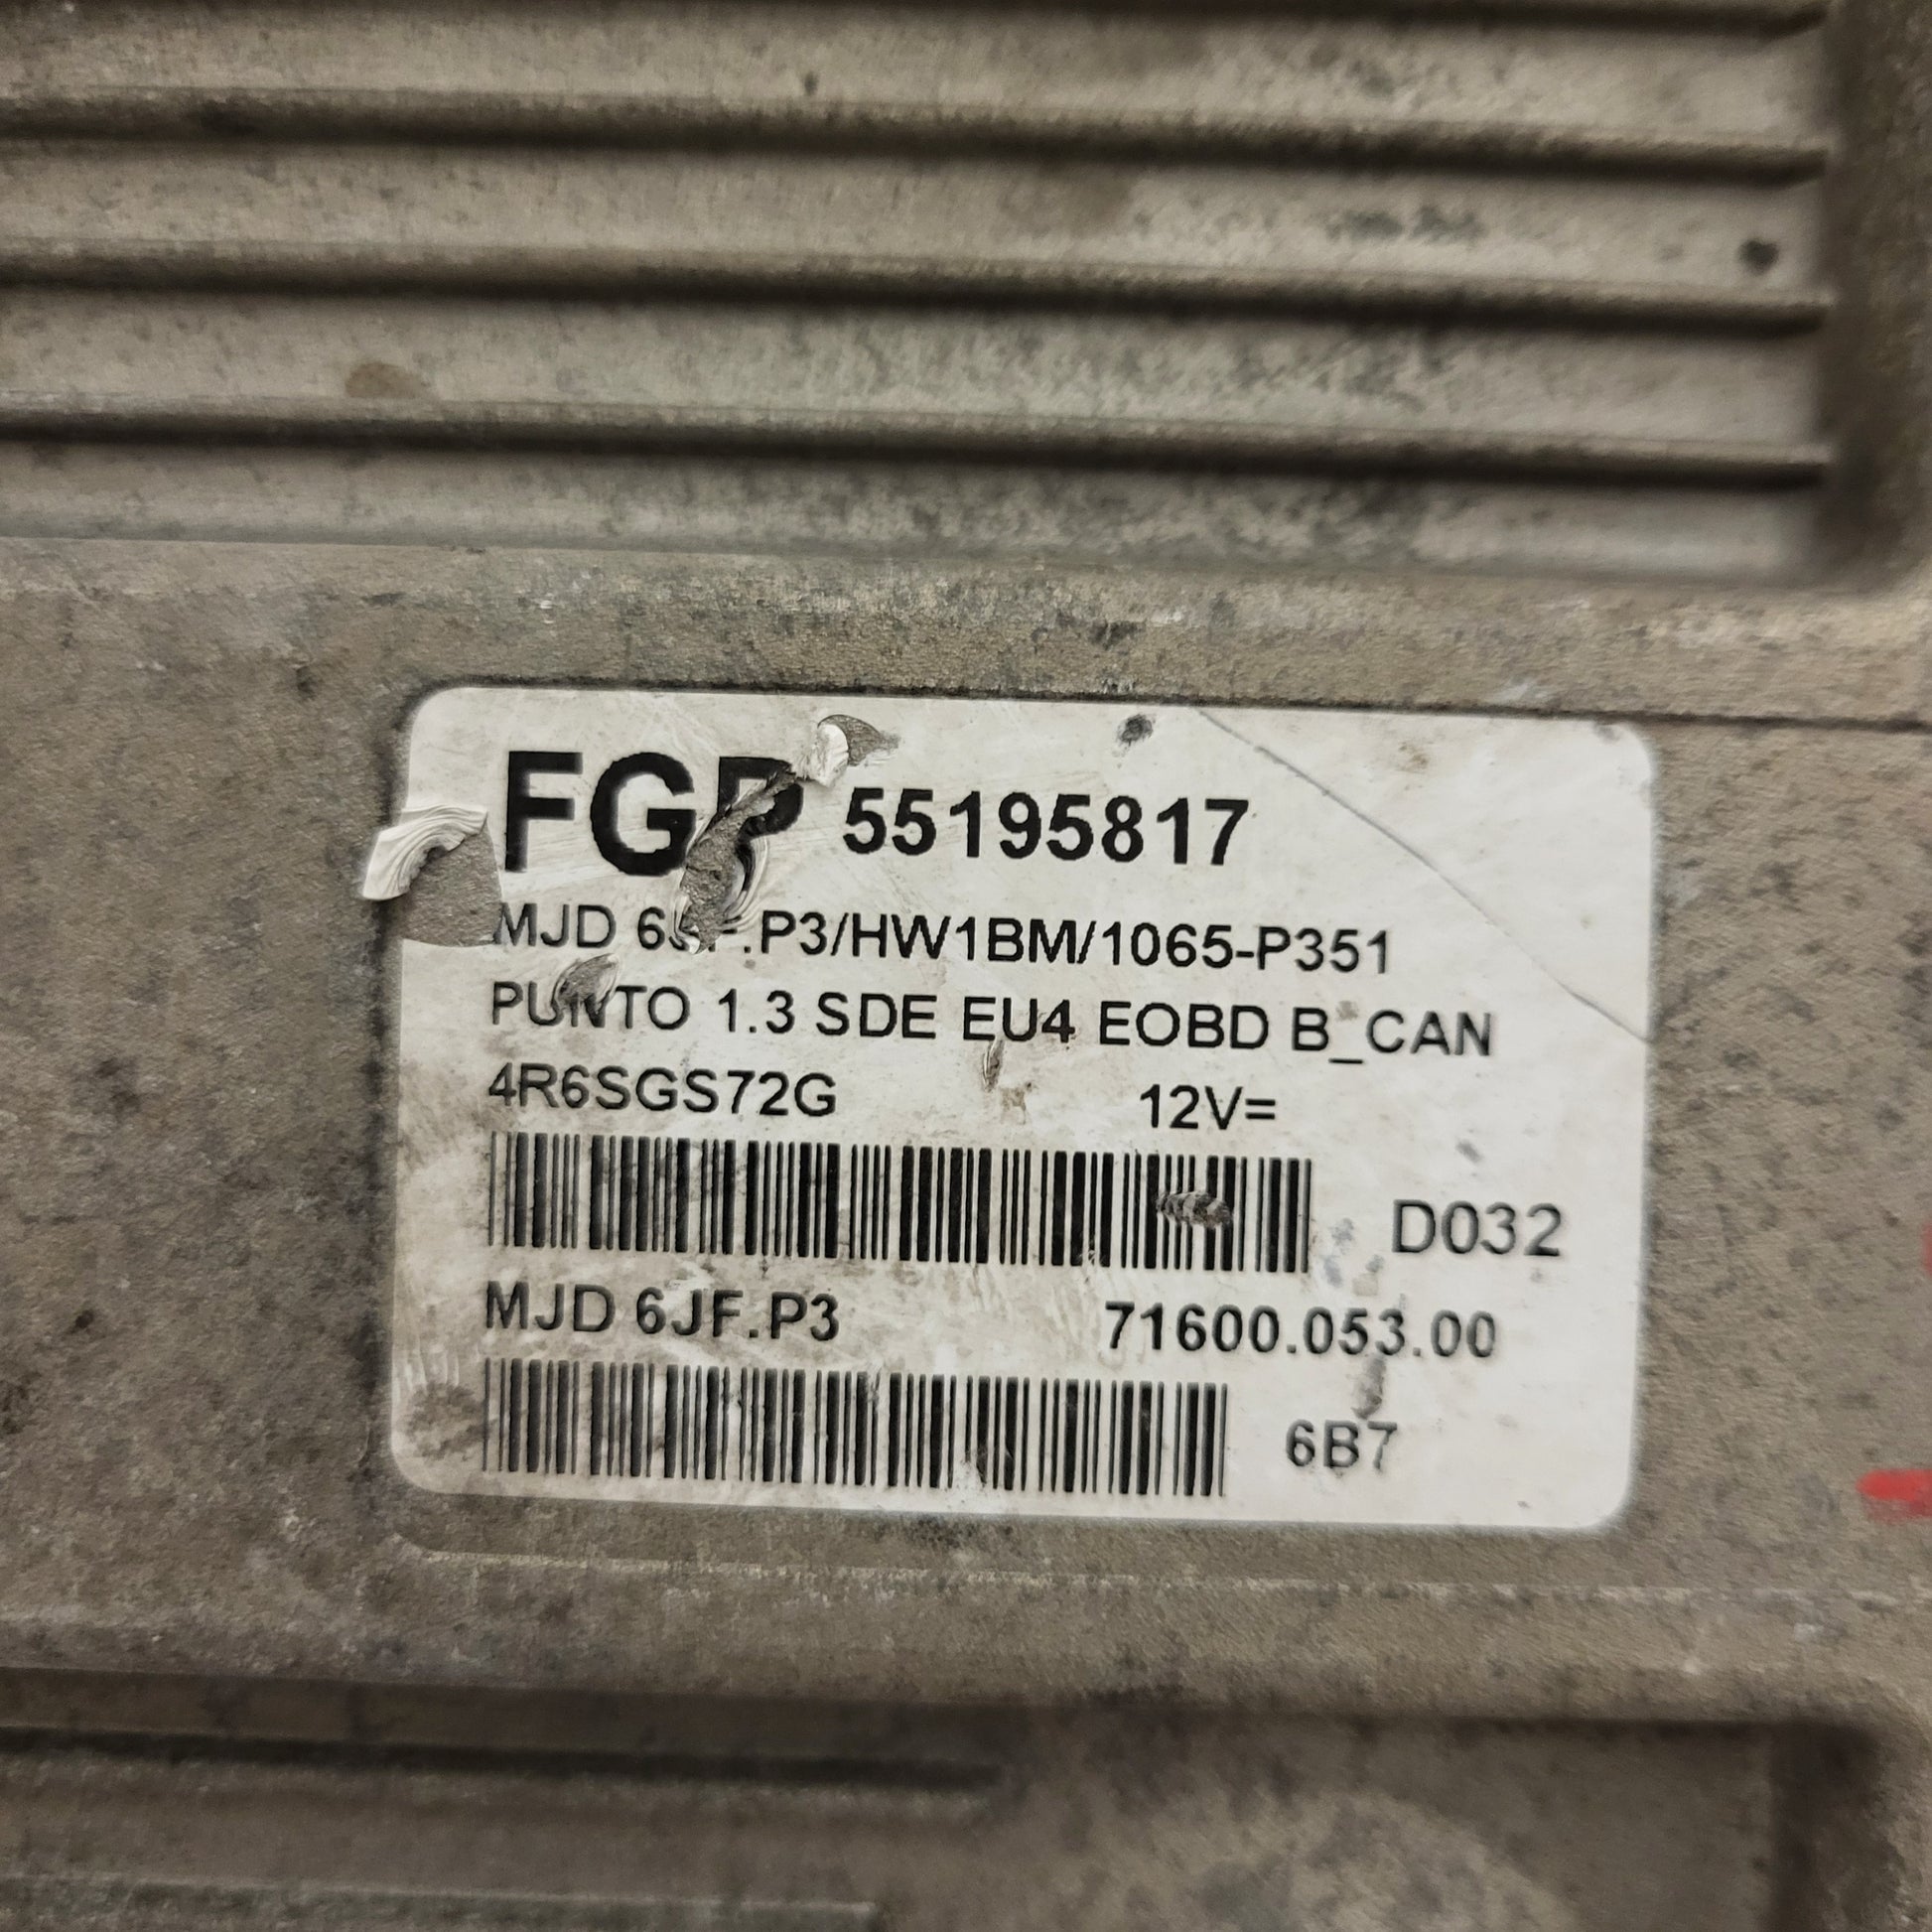 FGP 55195817
MJD 6JF.P3/HW1BM/1065-P351
PUNTO 1.3 SDE EU4 EOBD B_CAN
4R6SGS72G 12V=
D032
MJD 6JF.P3 71600.053.00
6B7